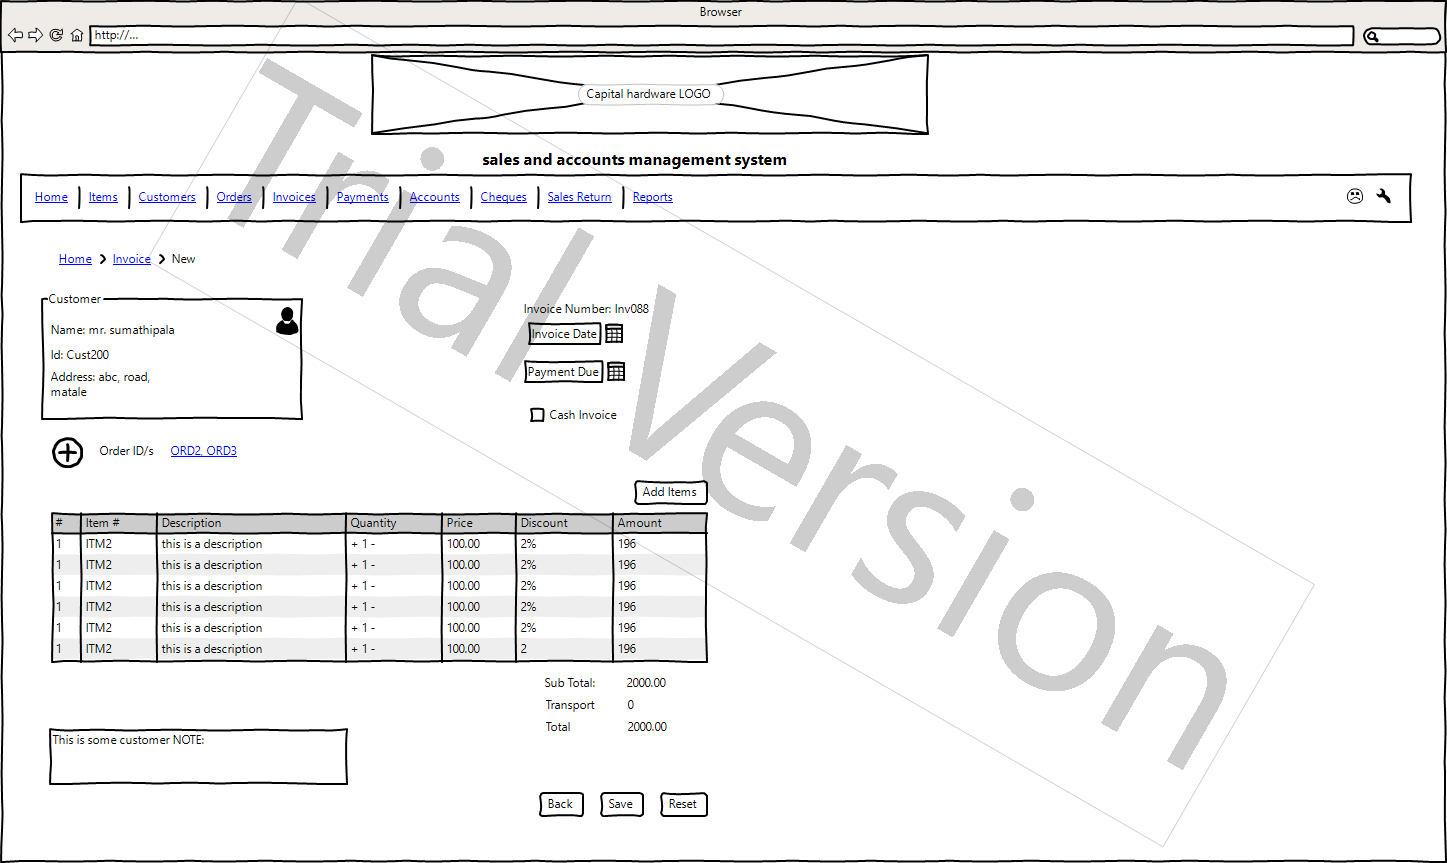 Browser
http://...
Capital hardware LOGO
sales and accounts management system
Home Items Customers Orders Invoices Payments Accounts Cheques Sales Return Reports
Home Invoice New
Customer
Name: mr. sumathipala
Id: Cust200
Address: abc, road,
matale
Invoice Number: Inv088
Invoice Date
Payment Due
Cash Invoice
Order ID/s ORD2, ORD3
Add Items
# Item # Description Quantity Price Discount Amount
1 ITM2 this is a description + 1 - 100.00 2% 196
1 ITM2 this is a description + 1 - 100.00 2% 196
1 ITM2 this is a description + 1 - 100.00 2% 196
1 ITM2 this is a description + 1 - 100.00 2% 196
1 ITM2 this is a description + 1 - 100.00 2% 196
1 ITM2 this is a description + 1 - 100.00 2 196
Sub Total: 2000.00
Transport 0
Total 2000.00
This is some customer NOTE:
Back Save Reset
Trial Version